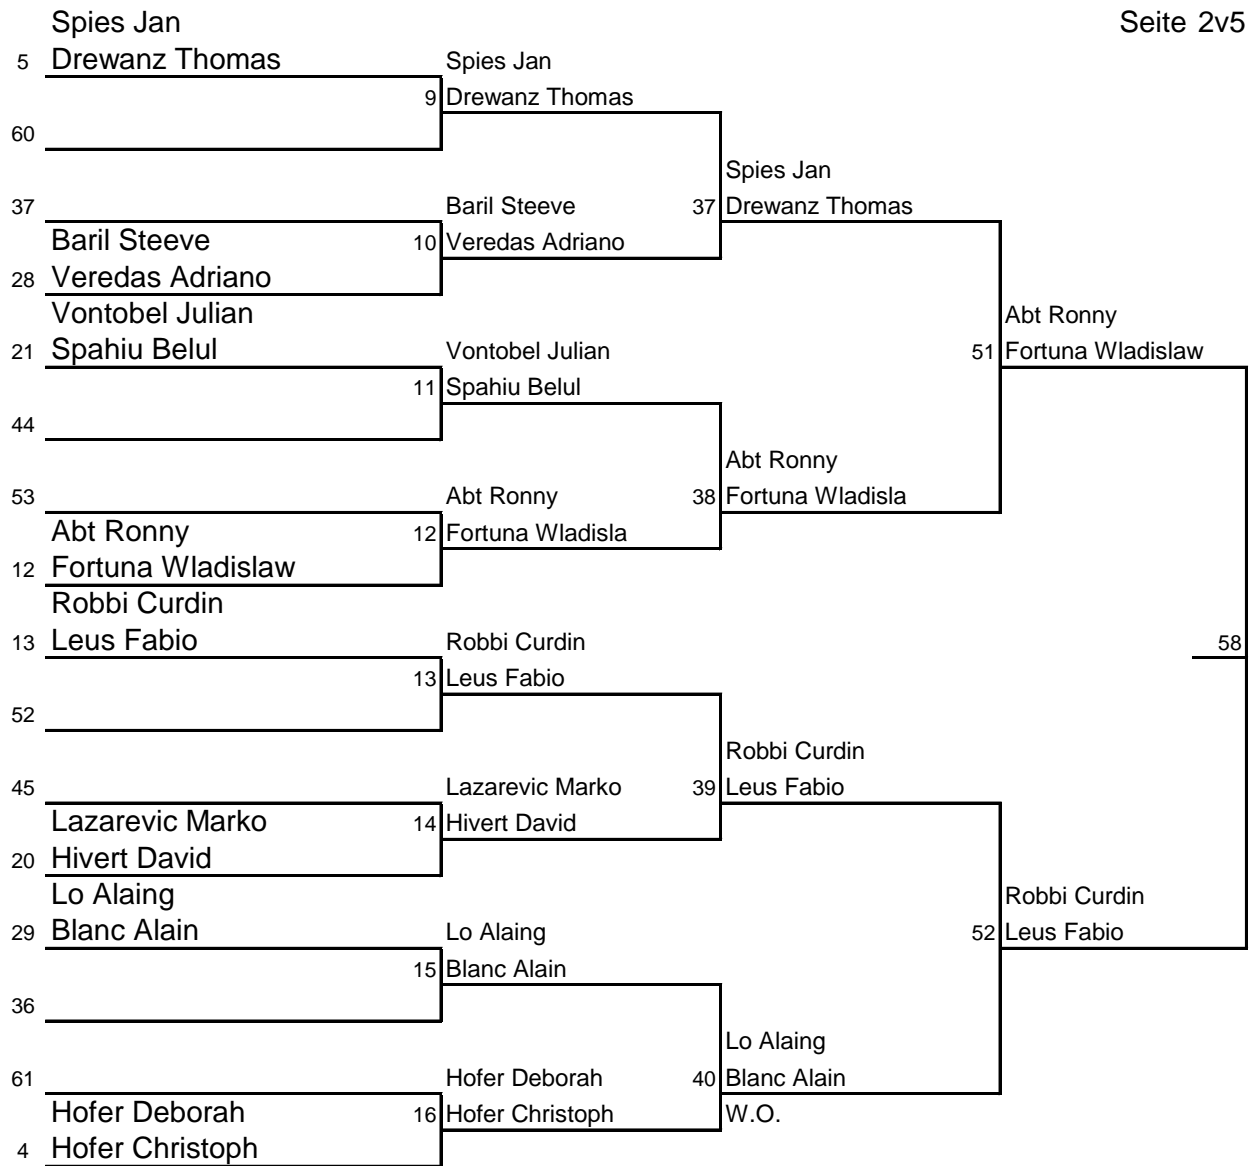 Spies Jan Seite 2v5
5 Drewanz Thomas Spies Jan
9 Drewanz Thomas
60
Spies Jan
37 Baril Steeve 37 Drewanz Thomas
Baril Steeve 10 Veredas Adriano
28 Veredas Adriano
Vontobel Julian Abt Ronny
21 Spahiu Belul Vontobel Julian 51 Fortuna Wladislaw
11 Spahiu Belul
44
Abt Ronny
53 Abt Ronny 38 Fortuna Wladisla
Abt Ronny 12 Fortuna Wladisla
12 Fortuna Wladislaw
Robbi Curdin
13 Leus Fabio Robbi Curdin 58
13 Leus Fabio
52
Robbi Curdin
45 Lazarevic Marko 39 Leus Fabio
Lazarevic Marko 14 Hivert David
20 Hivert David
Lo Alaing Robbi Curdin
29 Blanc Alain Lo Alaing 52 Leus Fabio
15 Blanc Alain
36
Lo Alaing
61 Hofer Deborah 40 Blanc Alain
Hofer Deborah 16 Hofer Christoph W.O.
4 Hofer Christoph